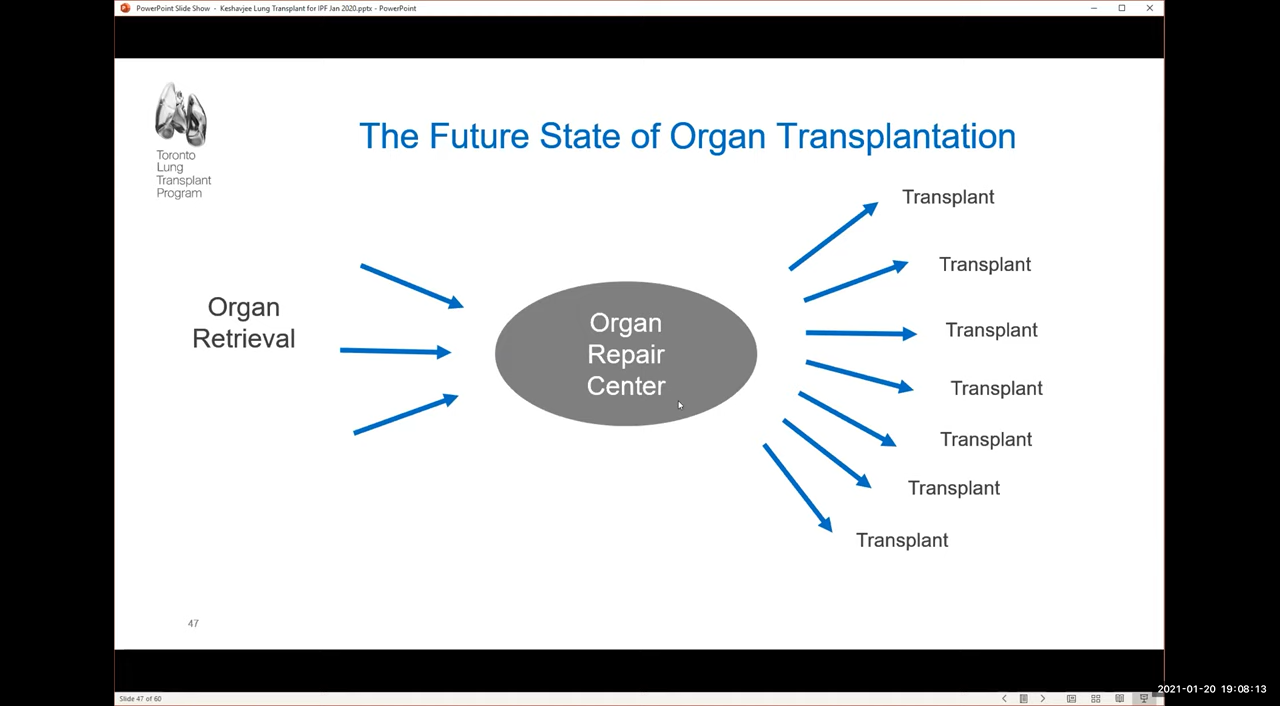 PowerPoint Slide Show - Keshavjee Lung Transplant for IPF Jan 2020.pptx - PowerPoint
Toronto
Lung
Transplant
Program
The Future State of Organ Transplantation
Organ
Retrieval
Organ
Repair
Center
Transplant
Transplant
Transplant
Transplant
Transplant
Transplant
Transplant
47
Slide 47 of 60
2021-01-20 19:08:13